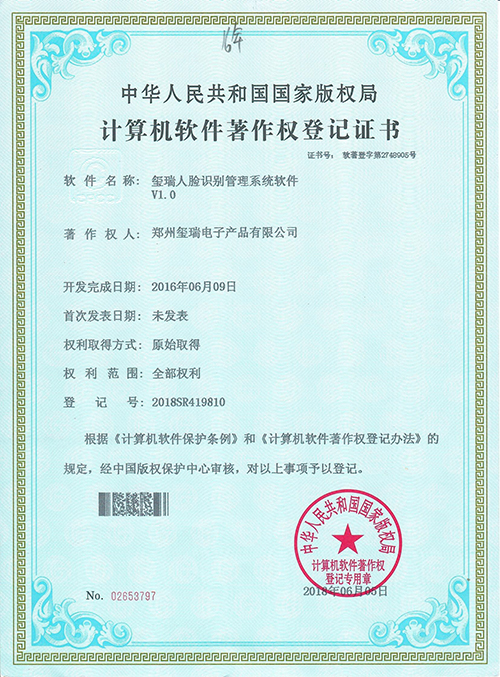 16年
中华人民共和国国家版权局
计算机软件著作权登记证书
证书号： 软著登字第2748905号
软件名称： 玺瑞人脸识别管理系统软件
V1.0
著作权人： 郑州玺瑞电子产品有限公司
开发完成日期： 2016年06月09日
首次发表日期： 未发表
权利取得方式： 原始取得
权利范围： 全部权利
登记号： 2018SR419810
根据《计算机软件保护条例》和《计算机软件著作权登记办法》的
规定，经中国版权保护中心审核，对以上事项予以登记。
中华人民共和国国家版权局
计算机软件著作权
登记专用章
2018年06月05日
No. 02653797